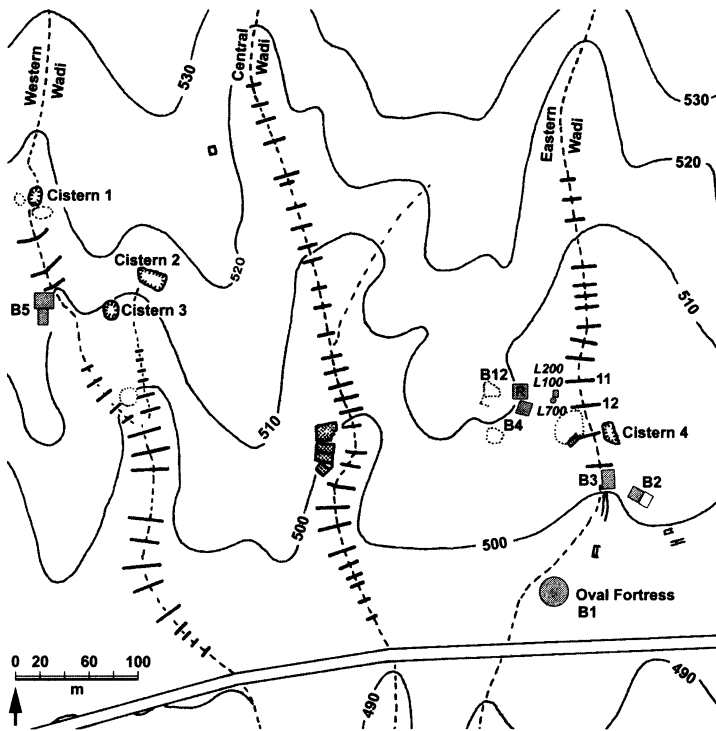 Western
Wadi
Central
Wadi
Eastern
Wadi
530
530
520
Cistern 1
Cistern 2
520
B5
Cistern 3
510
B12
R
L200
L100
11
L700
12
B4
510
Cistern 4
B3
B2
500
500
Oval Fortress
B1
0 20 60 100
m
490
490